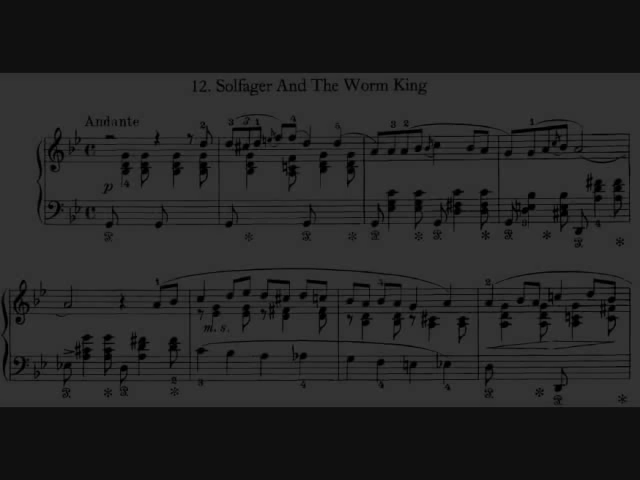 12. Solfager And The Worm King
Andante
p
m. s.